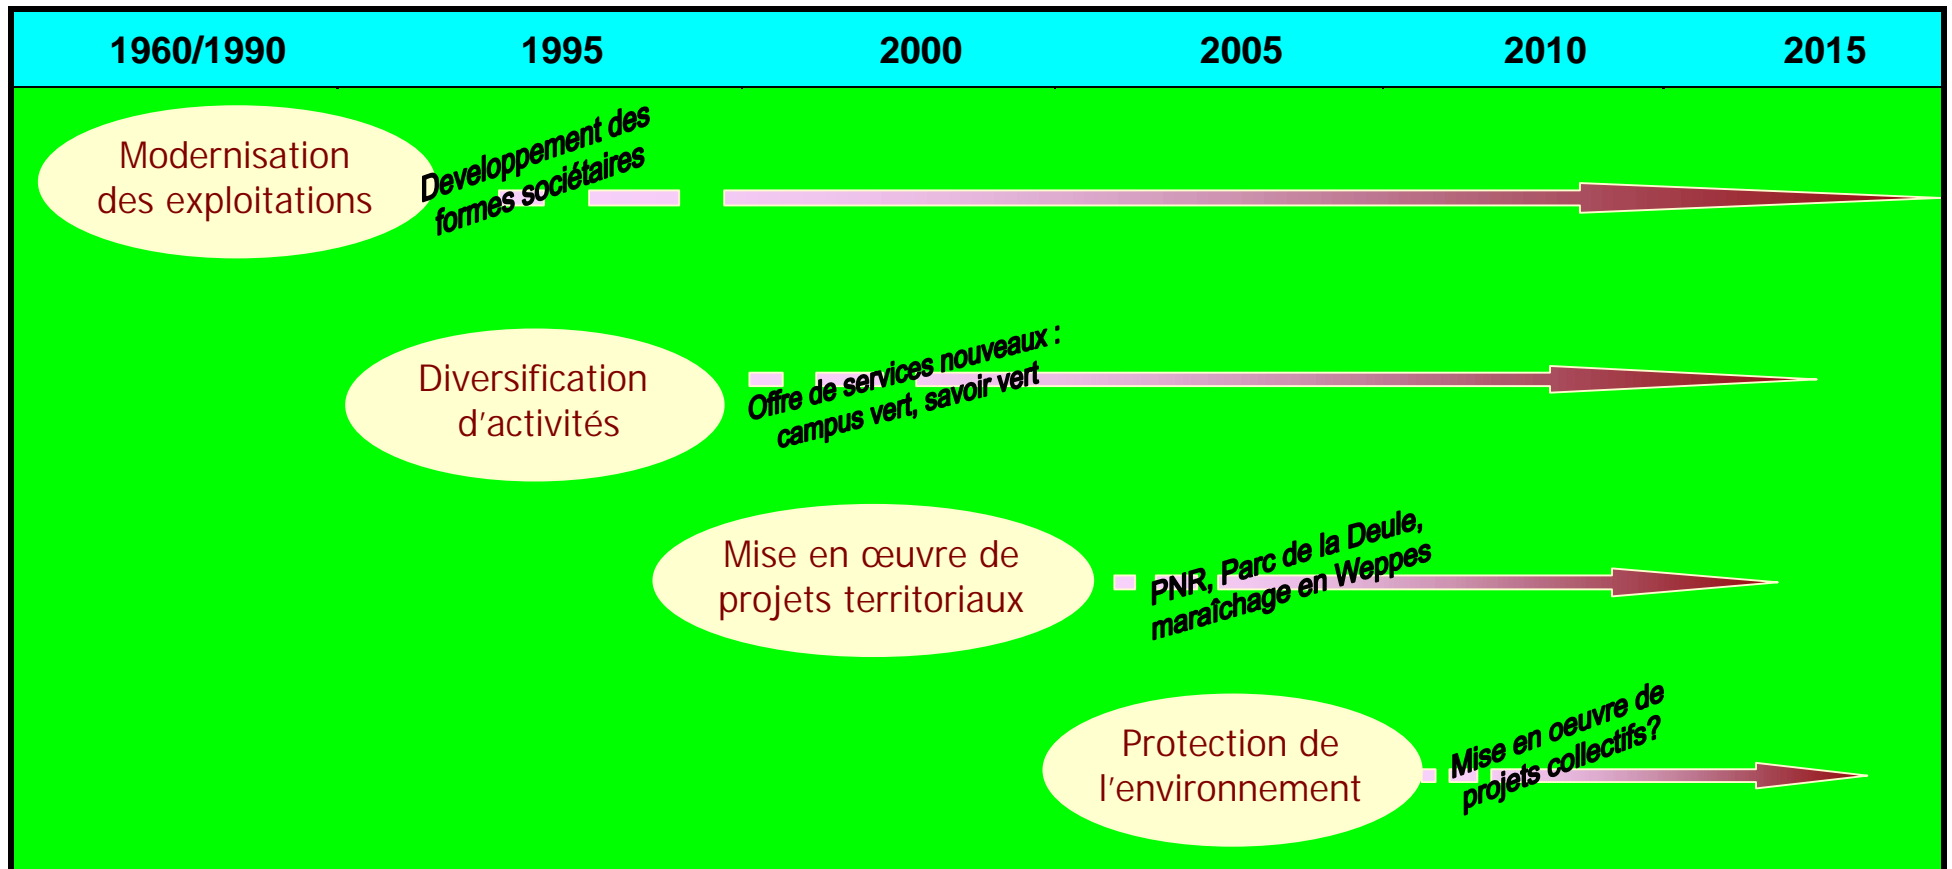 1960/1990 1995 2000 2005 2010 2015
Modernisation
des exploitations
Developpement des
formes sociétaires
Diversification
d'activités
Offre de services nouveaux :
campus vert, savoir vert
Mise en œuvre de
projets territoriaux
PNR, Parc de la Deule,
maraîchage en Weppes
Protection de
l'environnement
Mise en oeuvre de
projets collectifs?